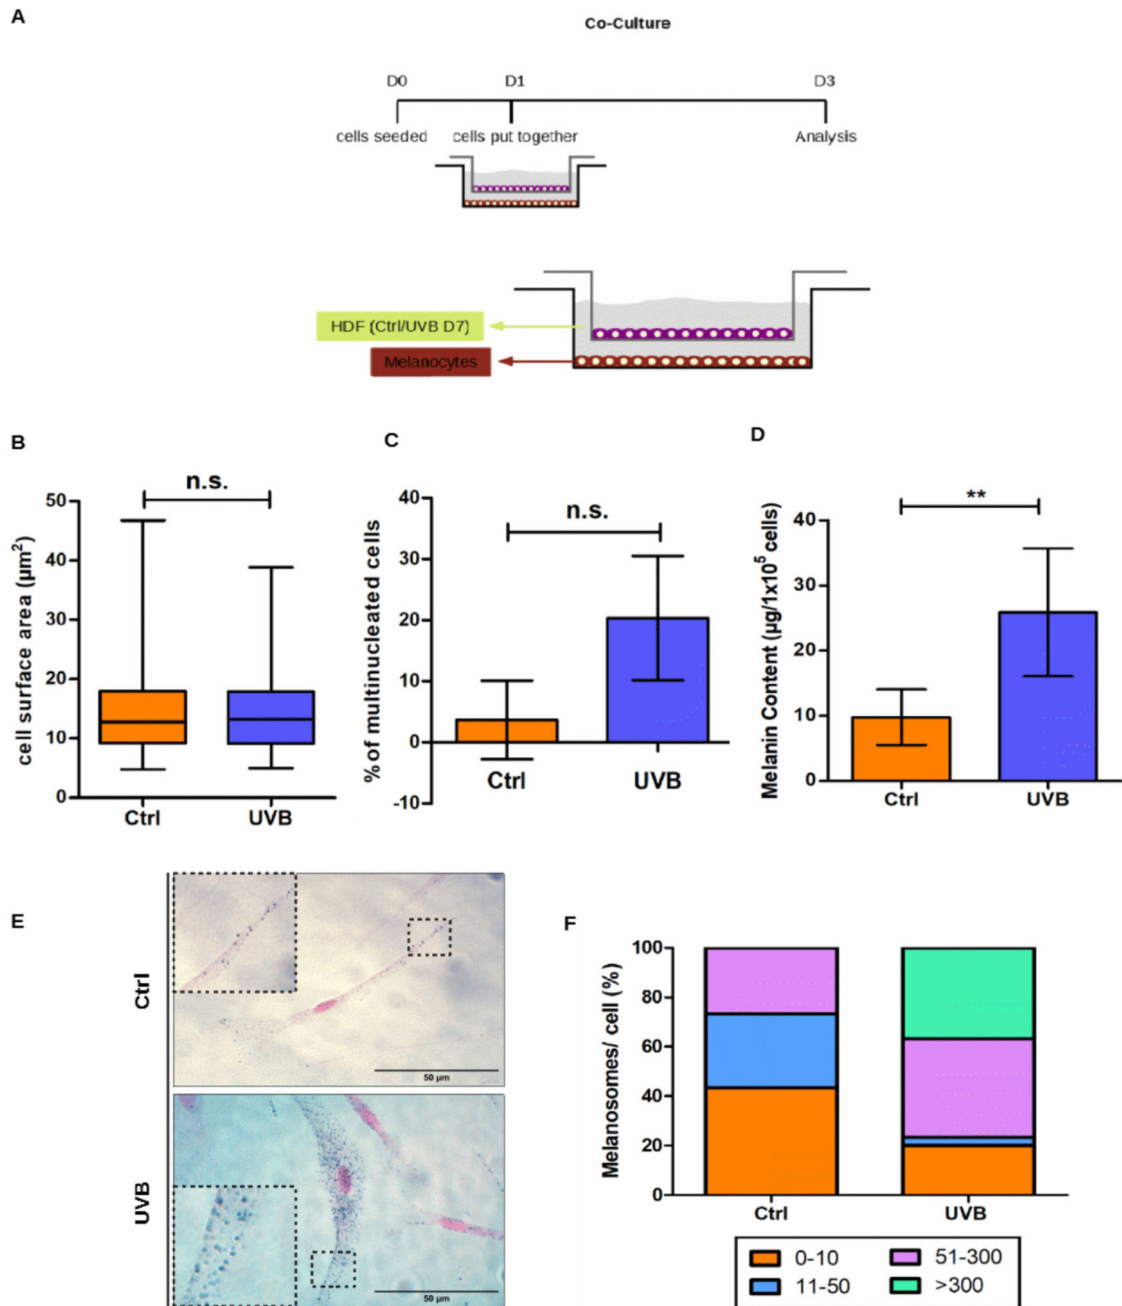 A
Co-Culture
D0 D1 D3
cells seeded cells put together Analysis
HDF (Ctrl/UVB D7)
Melanocytes
B
n.s.
cell surface area (µm²)
50
40
30
20
10
0
Ctrl UVB
C
n.s.
% of multinucleated cells
40
30
20
10
0
-10
Ctrl UVB
D
**
Melanin Content (µg/1x10⁵ cells)
40
30
20
10
0
Ctrl UVB
E
Ctrl
50 µm
UVB
50 µm
F
Melanosomes/ cell (%)
100
80
60
40
20
0
Ctrl UVB
0-10 51-300
11-50 >300